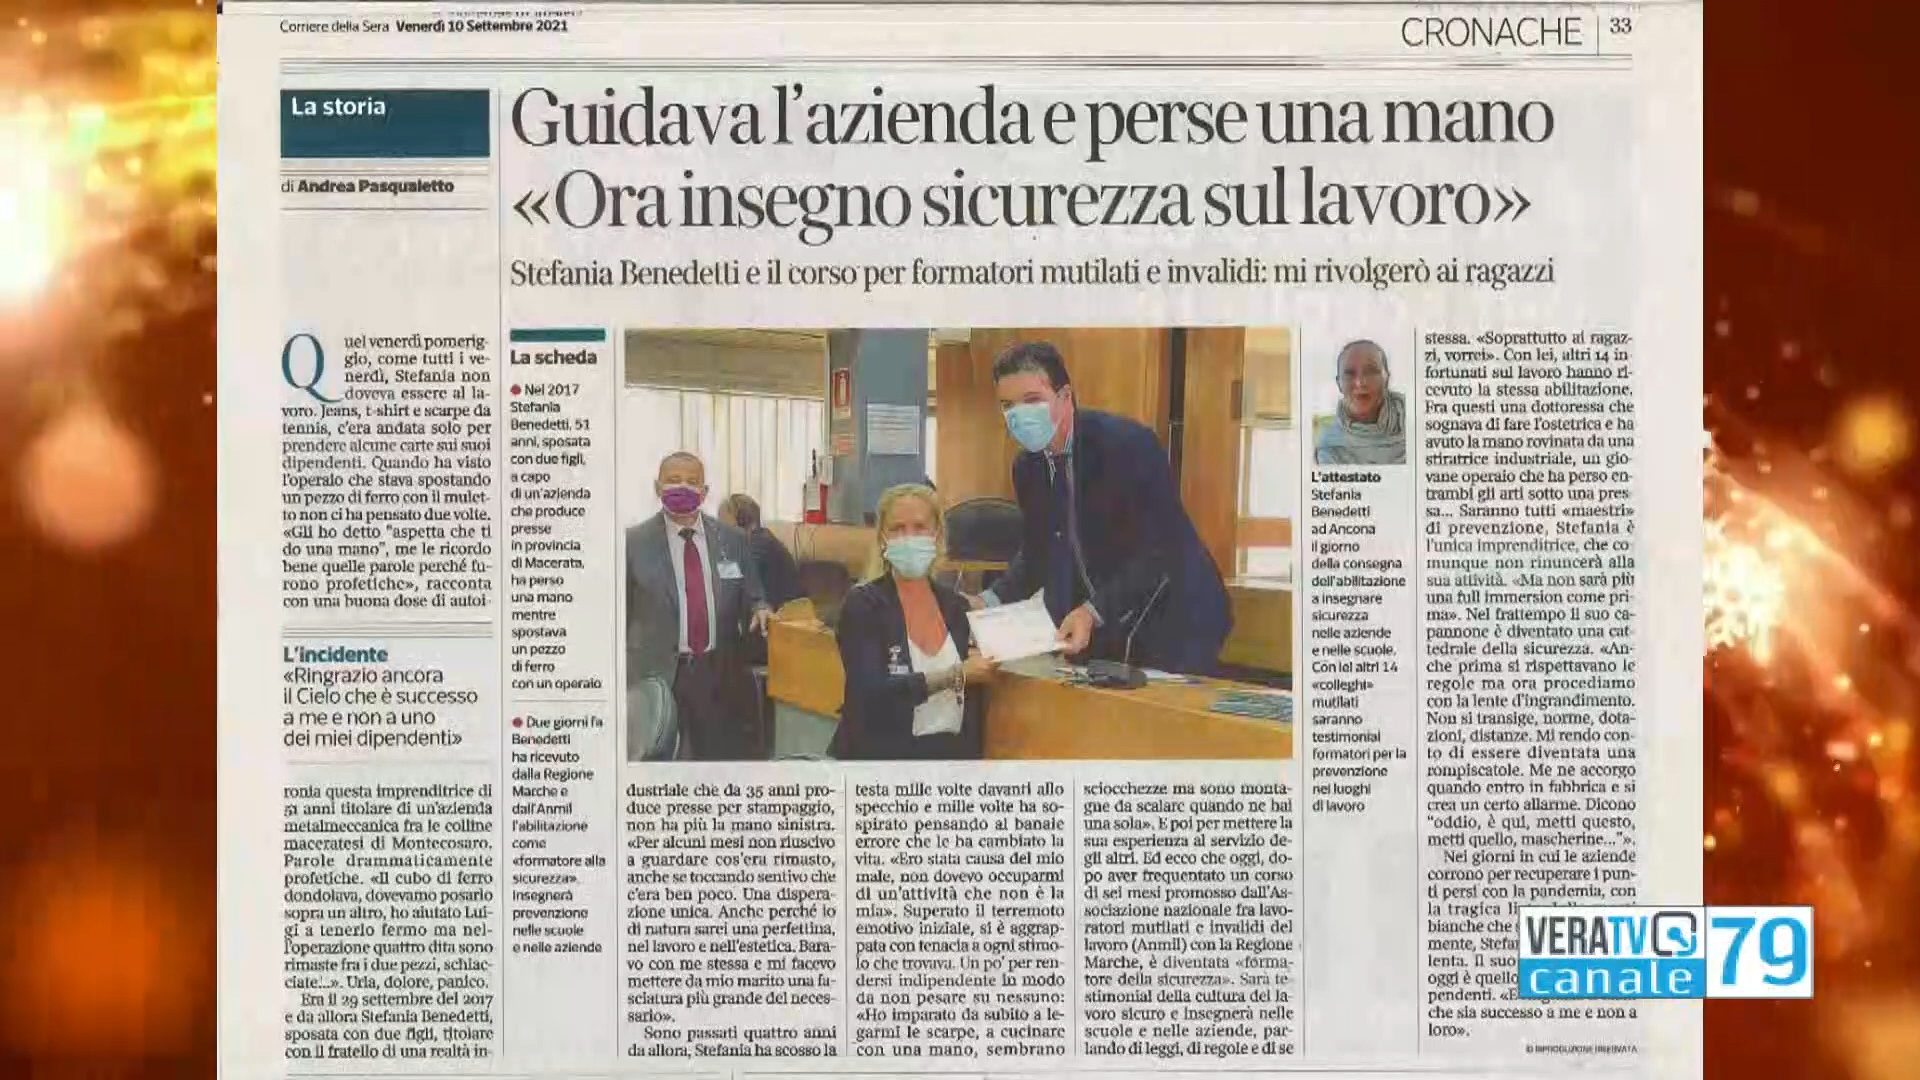 Corriere della Sera Venerdì 10 Settembre 2021
CRONACHE 33
La storia
di Andrea Pasqualetto
Guidava l'azienda e perse una mano
«Ora insegno sicurezza sul lavoro»
Stefania Benedetti e il corso per formatori mutilati e invalidi: mi rivolgerò ai ragazzi
Quel venerdì pomerig-
gio, come tutti i ve-
nerdì, Stefania non
doveva essere al la-
voro. Jeans, t-shirt e scarpe da
tennis, c'era andata solo per
prendere alcune carte sui suoi
dipendenti. Quando ha visto
l'operaio che stava spostando
un pezzo di ferro con il mulet-
to non ci ha pensato due volte.
«Gli ho detto "aspetta che ti
do una mano", me le ricordo
bene quelle parole perché fu-
rono profetiche», racconta
con una buona dose di autoi-
L'incidente
«Ringrazio ancora
il Cielo che è successo
a me e non a uno
dei miei dipendenti»
ronia questa imprenditrice di
51 anni titolare di un'azienda
metalmeccanica fra le colline
maceratesi di Montecosaro.
Parole drammaticamente
profetiche. «Il cubo di ferro
dondolava, dovevamo posarlo
sopra un altro, ho aiutato Lui-
gi a tenerlo fermo ma nel-
l'operazione quattro dita sono
rimaste fra i due pezzi, schiac-
ciate...». Urla, dolore, panico.
Era il 29 settembre del 2017
e da allora Stefania Benedetti,
sposata con due figli, titolare
con il fratello di una realtà in-
La scheda
● Nel 2017
Stefania
Benedetti, 51
anni, sposata
con due figli,
a capo
di un'azienda
che produce
presse
in provincia
di Macerata,
ha perso
una mano
mentre
spostava
un pezzo
di ferro
con un operaio
● Due giorni fa
Benedetti
ha ricevuto
dalla Regione
Marche e
dall'Anmil
l'abilitazione
come
«formatore alla
sicurezza».
Insegnerà
prevenzione
nelle scuole
e nelle aziende
dustriale che da 35 anni pro-
duce presse per stampaggio,
non ha più la mano sinistra.
«Per alcuni mesi non riuscivo
a guardare cos'era rimasto,
anche se toccando sentivo che
c'era ben poco. Una dispera-
zione unica. Anche perché io
di natura sarei una perfettina,
nel lavoro e nell'estetica. Bara-
vo con me stessa e mi facevo
mettere da mio marito una fa-
sciatura più grande del neces-
sario».
Sono passati quattro anni
da allora, Stefania ha scosso la
testa mille volte davanti allo
specchio e mille volte ha so-
spirato pensando al banale
errore che le ha cambiato la
vita. «Ero stata causa del mio
male, non dovevo occuparmi
di un'attività che non è la
mia». Superato il terremoto
emotivo iniziale, si è aggrap-
pata con tenacia a ogni stimo-
lo che trovava. Un po' per ren-
dersi indipendente in modo
da non pesare su nessuno:
«Ho imparato da subito a le-
garmi le scarpe, a cucinare
con una mano, sembrano
sciocchezze ma sono monta-
gne da scalare quando ne hai
una sola». E poi per mettere la
sua esperienza al servizio de-
gli altri. Ed ecco che oggi, do-
po aver frequentato un corso
di sei mesi promosso dall'As-
sociazione nazionale fra lavo-
ratori mutilati e invalidi del
lavoro (Anmil) con la Regione
Marche, è diventata «forma-
tore della sicurezza». Sarà te-
stimonial della cultura del la-
voro sicuro e insegnerà nelle
scuole e nelle aziende, par-
lando di leggi, di regole e di se
L'attestato
Stefania
Benedetti
ad Ancona
il giorno
della consegna
dell'abilitazione
a insegnare
sicurezza
nelle aziende
e nelle scuole.
Con lei altri 14
«colleghi»
mutilati
saranno
testimonial
formatori per la
prevenzione
nei luoghi
di lavoro
stessa. «Soprattutto ai ragaz-
zi, vorrei». Con lei, altri 14 in-
fortunati sul lavoro hanno ri-
cevuto la stessa abilitazione.
Fra questi una dottoressa che
sognava di fare l'ostetrica e ha
avuto la mano rovinata da una
stiratrice industriale, un gio-
vane operaio che ha perso en-
trambi gli arti sotto una pres-
sa... Saranno tutti «maestri»
di prevenzione, Stefania è
l'unica imprenditrice, che co-
munque non rinuncerà alla
sua attività. «Ma non sarà più
una full immersion come pri-
ma». Nel frattempo il suo ca-
pannone è diventato una cat-
tedrale della sicurezza. «An-
che prima si rispettavano le
regole ma ora procediamo
con la lente d'ingrandimento.
Non si transige, norme, dota-
zioni, distanze. Mi rendo con-
to di essere diventata una
rompiscatole. Me ne accorgo
quando entro in fabbrica e si
crea un certo allarme. Dicono
"oddio, è qui, metti questo,
metti quello, mascherine..."».
Nei giorni in cui le aziende
corrono per recuperare i pun-
ti persi con la pandemia, con
la tragica
bianche che
mente, Stefa
lenta. Il suo
oggi è quello
pendenti.
che sia successo a me e non a
loro».
© RIPRODUZIONE RISERVATA
VERATV
canale 79